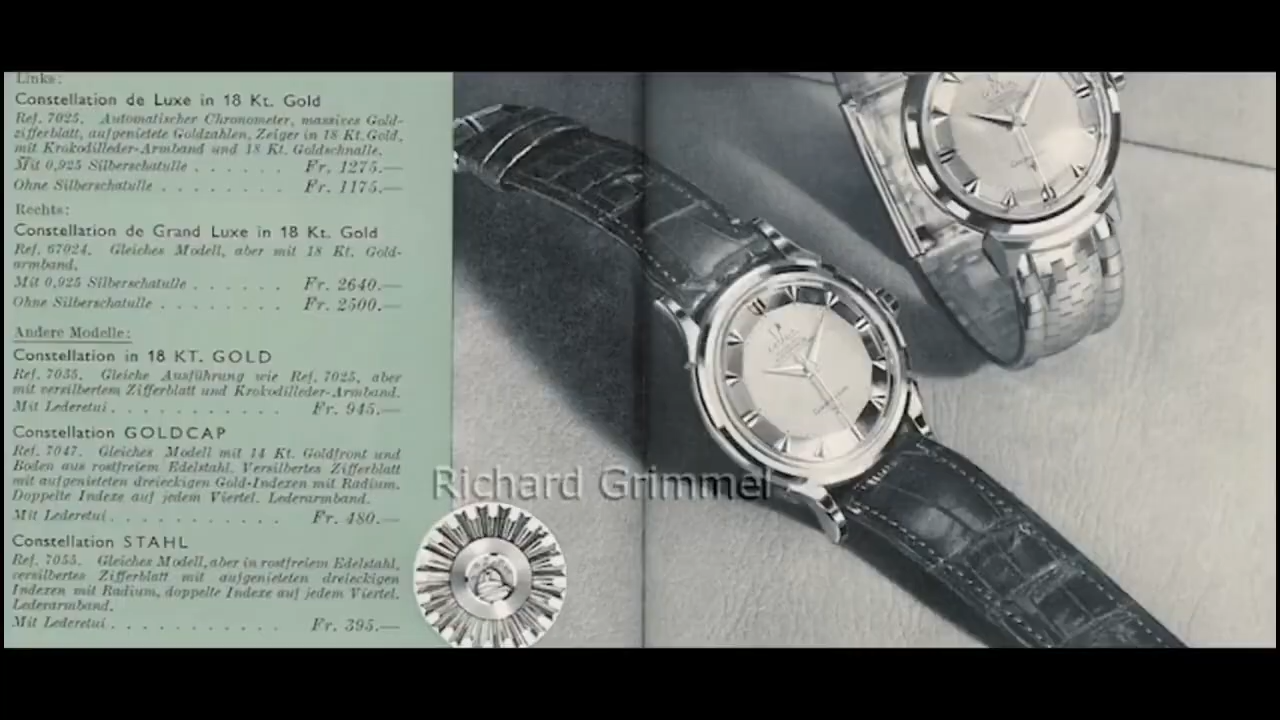 Links:
Constellation de Luxe in 18 Kt. Gold
Ref. 7025. Automatischer Chronometer, massives Gold-
zifferblatt, aufgenietete Goldzahlen, Zeiger in 18 Kt. Gold,
mit Krokodilleder-Armband und 18 Kt. Goldschnalle.
Mit 0,925 Silberschatulle . . . . . . Fr. 1275.—
Ohne Silberschatulle . . . . . . . . Fr. 1175.—
Rechts:
Constellation de Grand Luxe in 18 Kt. Gold
Ref. 67024. Gleiches Modell, aber mit 18 Kt. Gold-
armband.
Mit 0,925 Silberschatulle . . . . . . Fr. 2640.—
Ohne Silberschatulle . . . . . . . . Fr. 2500.—
Andere Modelle:
Constellation in 18 KT. GOLD
Ref. 7035. Gleiche Ausführung wie Ref. 7025, aber
mit versilbertem Zifferblatt und Krokodilleder-Armband.
Mit Lederetui . . . . . . . . . . . Fr. 945.—
Constellation GOLDCAP
Ref. 7047. Gleiches Modell mit 14 Kt. Goldfront und
Boden aus rostfreiem Edelstahl. Versilbertes Zifferblatt
mit aufgenieteten dreieckigen Gold-Indexen mit Radium.
Doppelte Indexe auf jedem Viertel. Lederarmband.
Mit Lederetui . . . . . . . . . . . Fr. 480.—
Constellation STAHL
Ref. 7055. Gleiches Modell, aber in rostfreiem Edelstahl,
versilbertes Zifferblatt mit aufgenieteten dreieckigen
Indexen mit Radium, doppelte Indexe auf jedem Viertel.
Lederarmband.
Mit Lederetui . . . . . . . . . . . Fr. 395.—
OMEGA
Constellation
Richard Grimmel